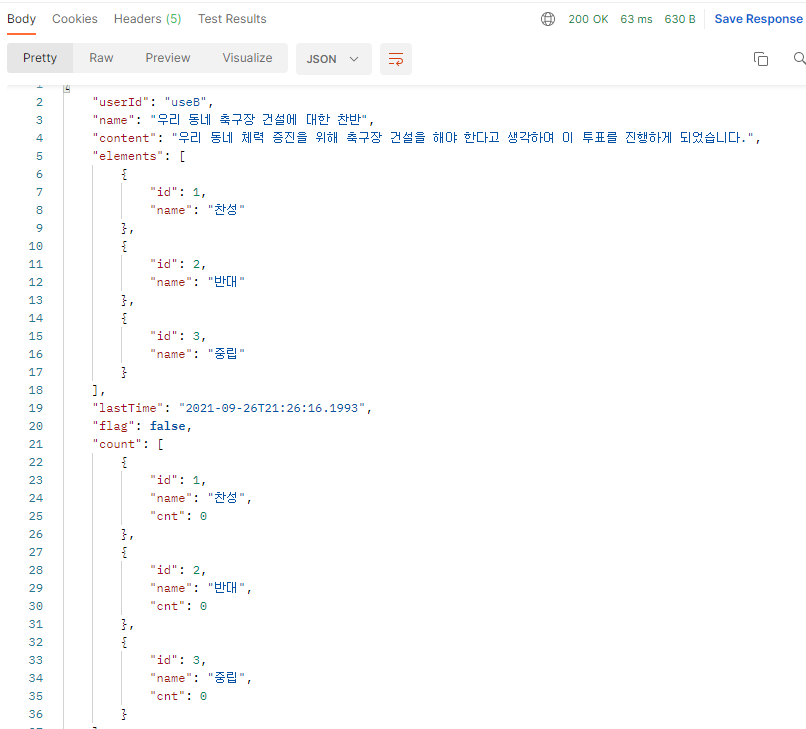 Body Cookies Headers (5) Test Results 200 OK 63 ms 630 B Save Response
Pretty Raw Preview Visualize JSON
1 {
2 "userId": "useB",
3 "name": "우리 동네 축구장 건설에 대한 찬반",
4 "content": "우리 동네 체력 증진을 위해 축구장 건설을 해야 한다고 생각하여 이 투표를 진행하게 되었습니다.",
5 "elements": [
6 {
7 "id": 1,
8 "name": "찬성"
9 },
10 {
11 "id": 2,
12 "name": "반대"
13 },
14 {
15 "id": 3,
16 "name": "중립"
17 }
18 ],
19 "lastTime": "2021-09-26T21:26:16.1993",
20 "flag": false,
21 "count": [
22 {
23 "id": 1,
24 "name": "찬성",
25 "cnt": 0
26 },
27 {
28 "id": 2,
29 "name": "반대",
30 "cnt": 0
31 },
32 {
33 "id": 3,
34 "name": "중립",
35 "cnt": 0
36 }